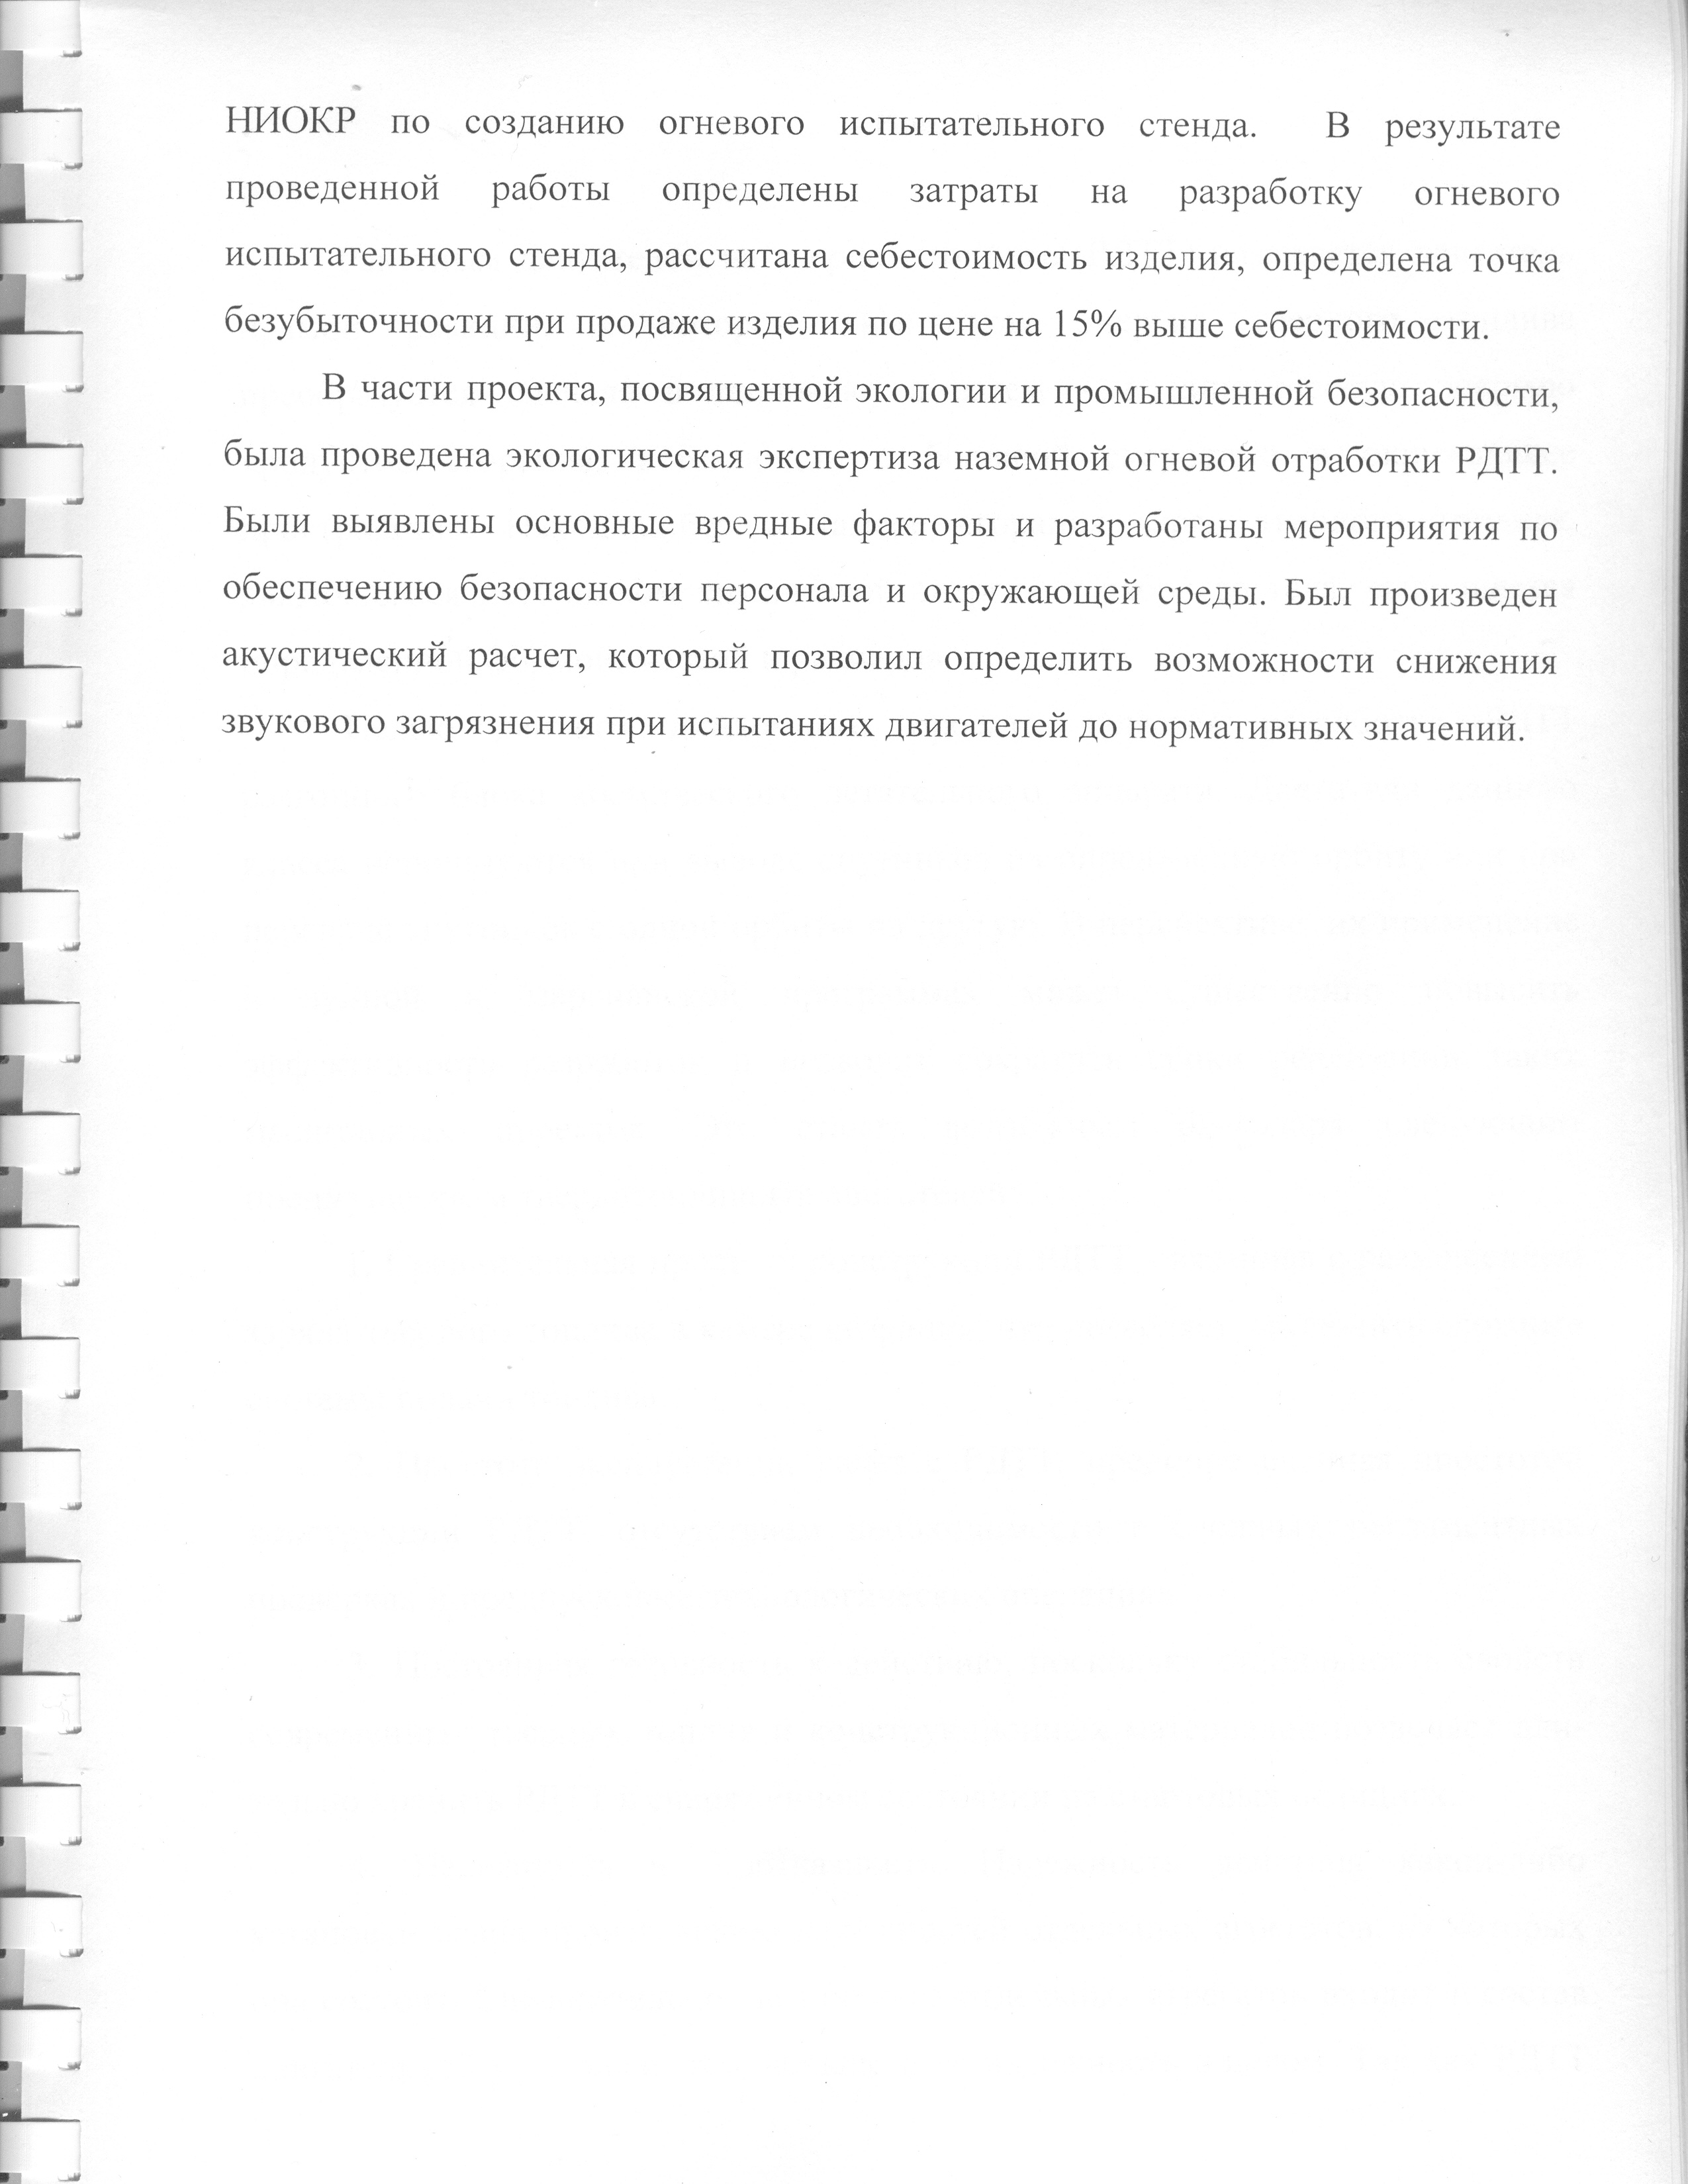 НИОКР по созданию огневого испытательного стенда. В результате
проведенной работы определены затраты на разработку огневого
испытательного стенда, рассчитана себестоимость изделия, определена точка
безубыточности при продаже изделия по цене на 15% выше себестоимости.
В части проекта, посвященной экологии и промышленной безопасности,
была проведена экологическая экспертиза наземной огневой отработки РДТТ.
Были выявлены основные вредные факторы и разработаны мероприятия по
обеспечению безопасности персонала и окружающей среды. Был произведен
акустический расчет, который позволил определить возможности снижения
звукового загрязнения при испытаниях двигателей до нормативных значений.